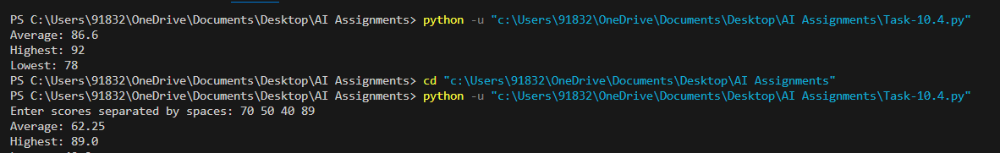 PS C:\Users\91832\OneDrive\Documents\Desktop\AI Assignments> python -u "c:\Users\91832\OneDrive\Documents\Desktop\AI Assignments\Task-10.4.py"
Average: 86.6
Highest: 92
Lowest: 78
PS C:\Users\91832\OneDrive\Documents\Desktop\AI Assignments> cd "c:\Users\91832\OneDrive\Documents\Desktop\AI Assignments"
PS C:\Users\91832\OneDrive\Documents\Desktop\AI Assignments> python -u "c:\Users\91832\OneDrive\Documents\Desktop\AI Assignments\Task-10.4.py"
Enter scores separated by spaces: 70 50 40 89
Average: 62.25
Highest: 89.0